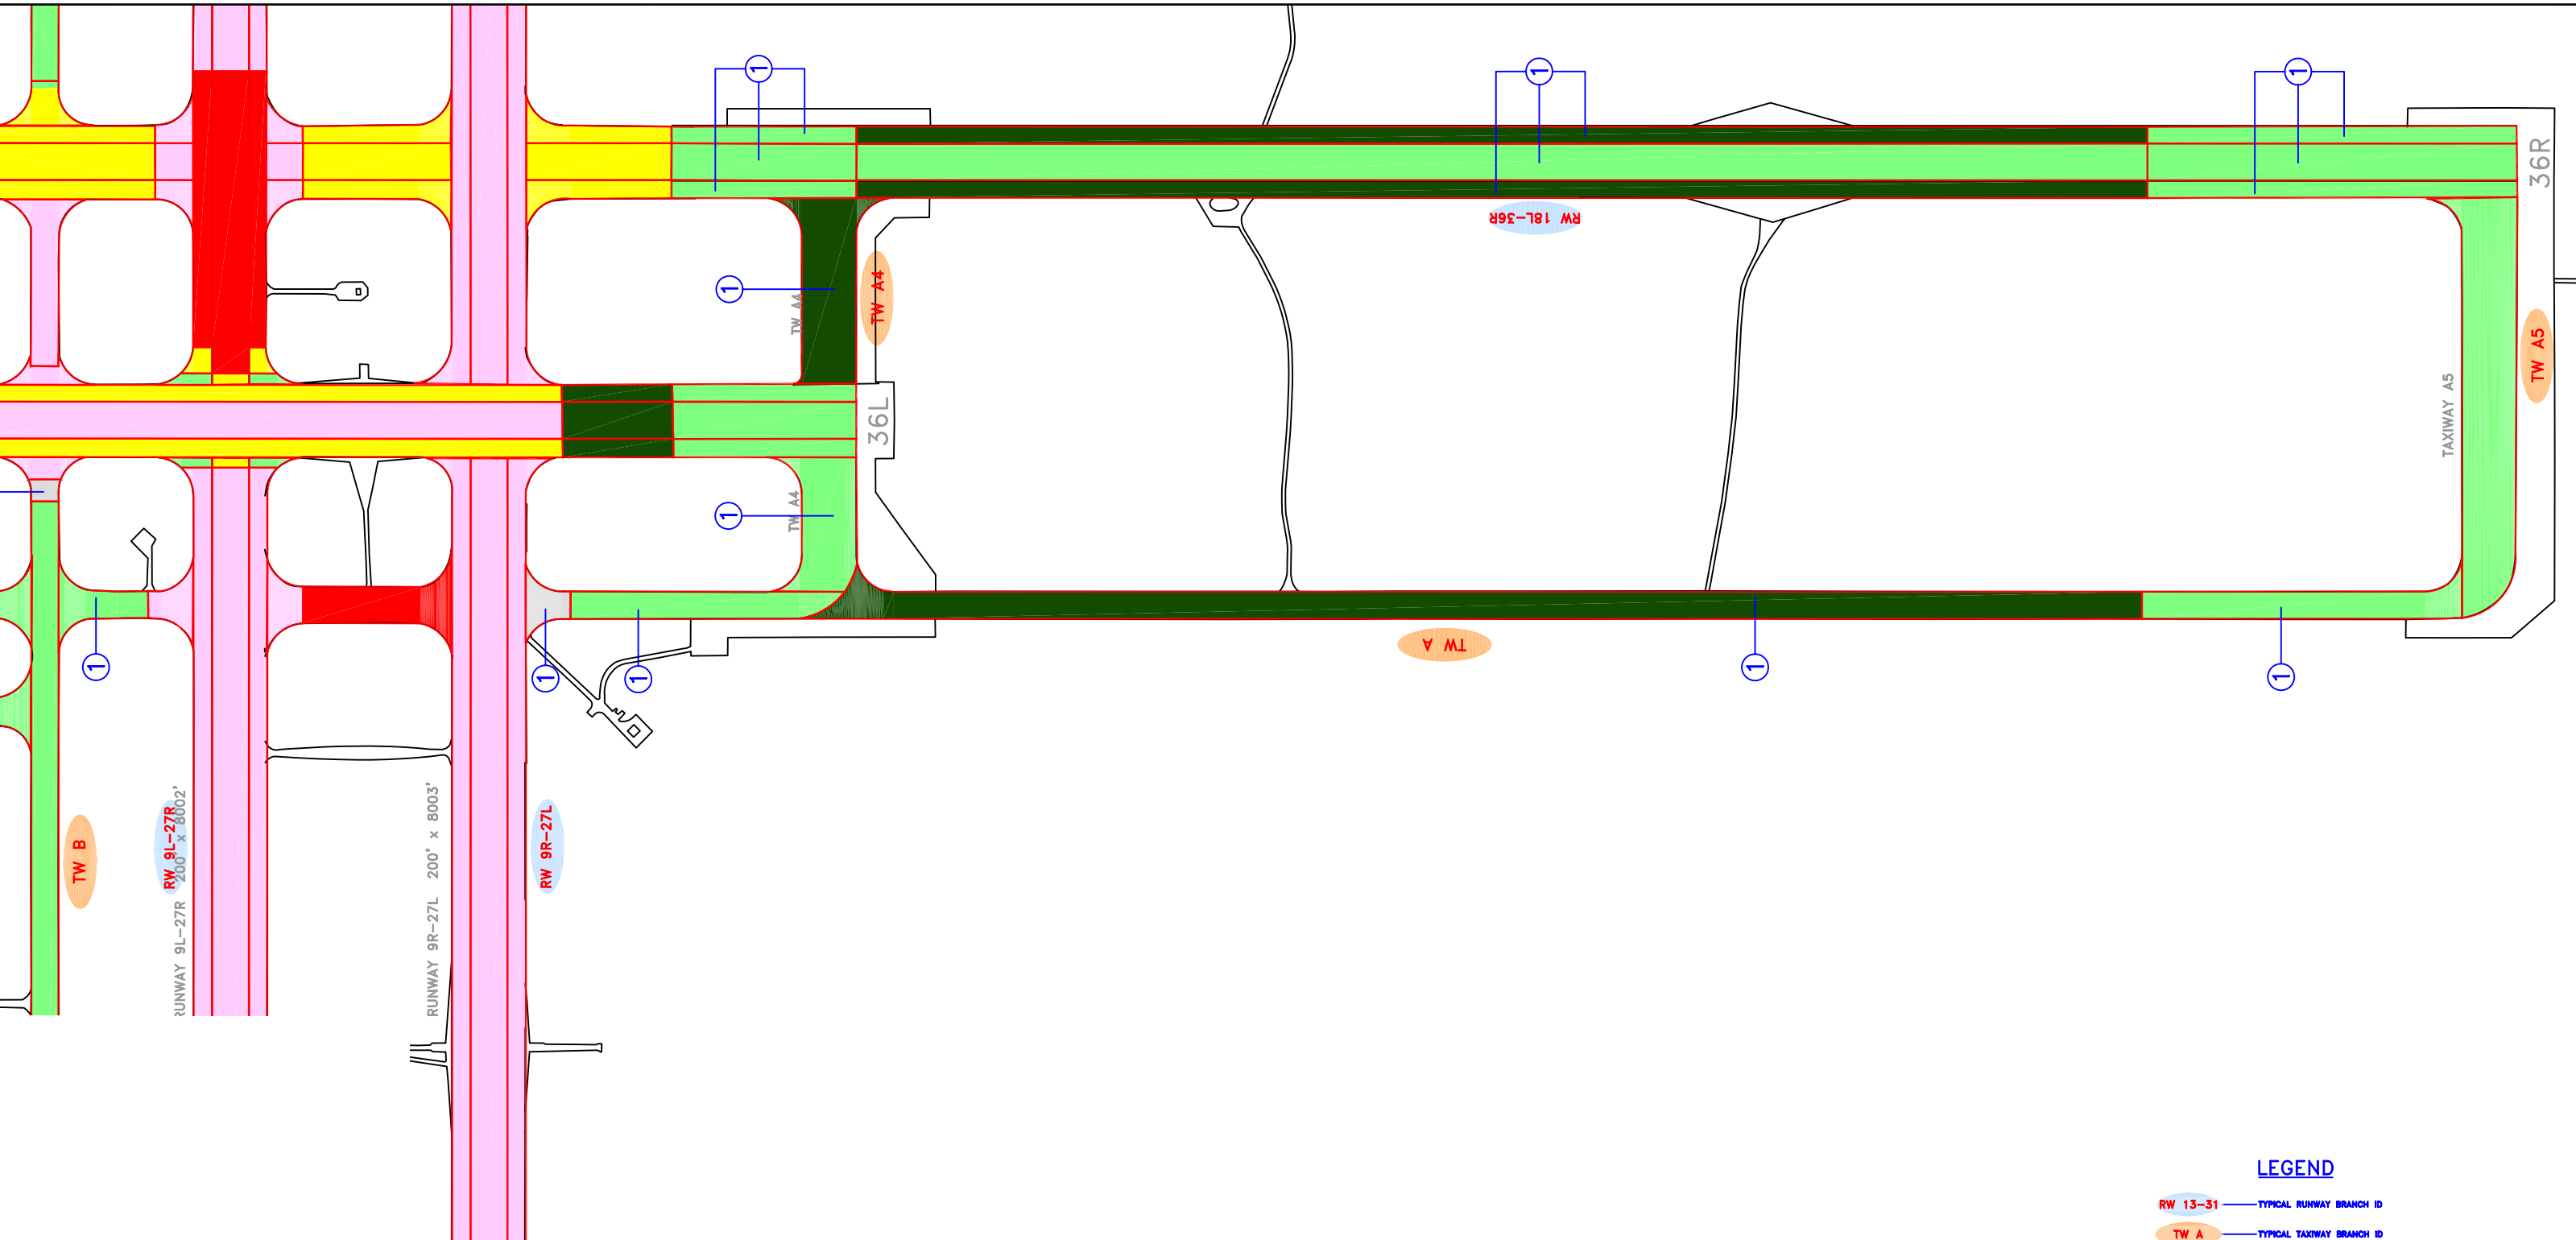 1
1
1
36R
RW 18L-36R
1
TW A4
TW A4
TW A5
TAXIWAY A5
36L
1
TW A4
TW A
1
1
1
1
1
TW B
RW 9L-27R
RUNWAY 9L-27R 200' x 8002'
RUNWAY 9R-27L 200' x 8003'
RW 9R-27L
LEGEND
RW 13-31 TYPICAL RUNWAY BRANCH ID
TW A TYPICAL TAXIWAY BRANCH ID